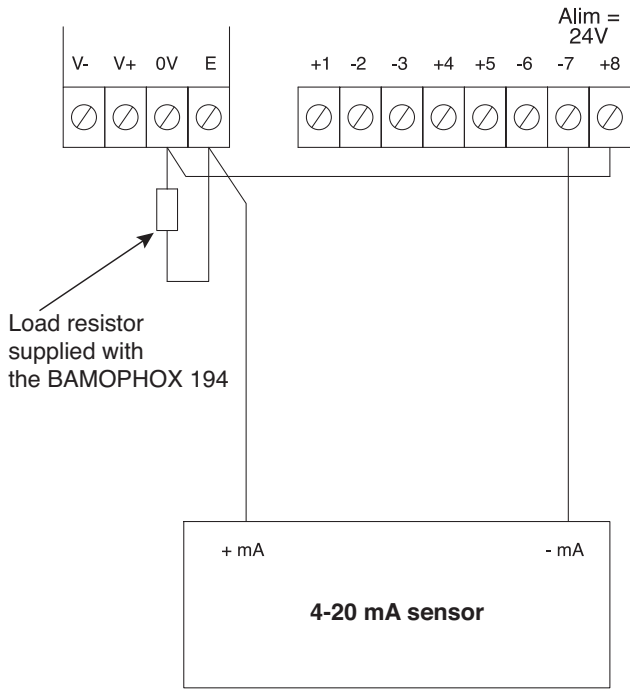 Alim =
24V
V- V+ 0V E
+1 -2 -3 +4 +5 -6 -7 +8
Load resistor
supplied with
the BAMOPHOX 194
+ mA - mA
4-20 mA sensor